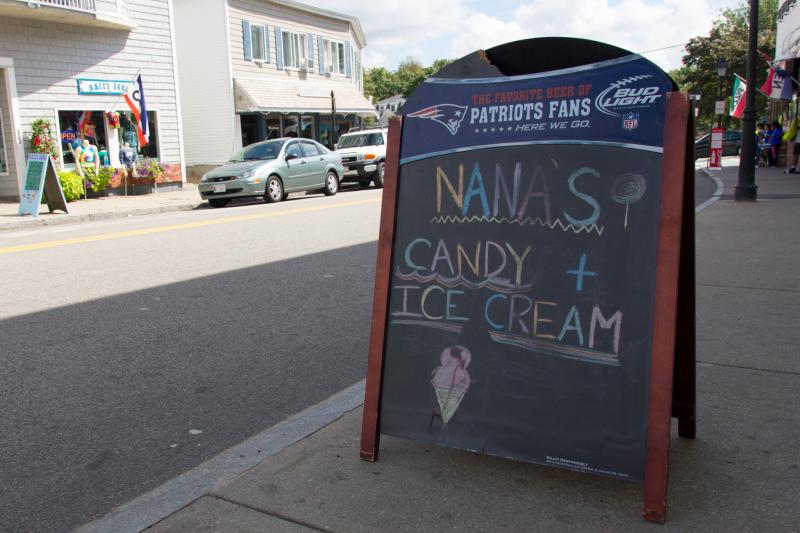 THE FAVORITE BEER OF
PATRIOTS FANS
HERE WE GO.
BUD LIGHT
NFL
NANA'S
CANDY +
ICE CREAM
OPEN